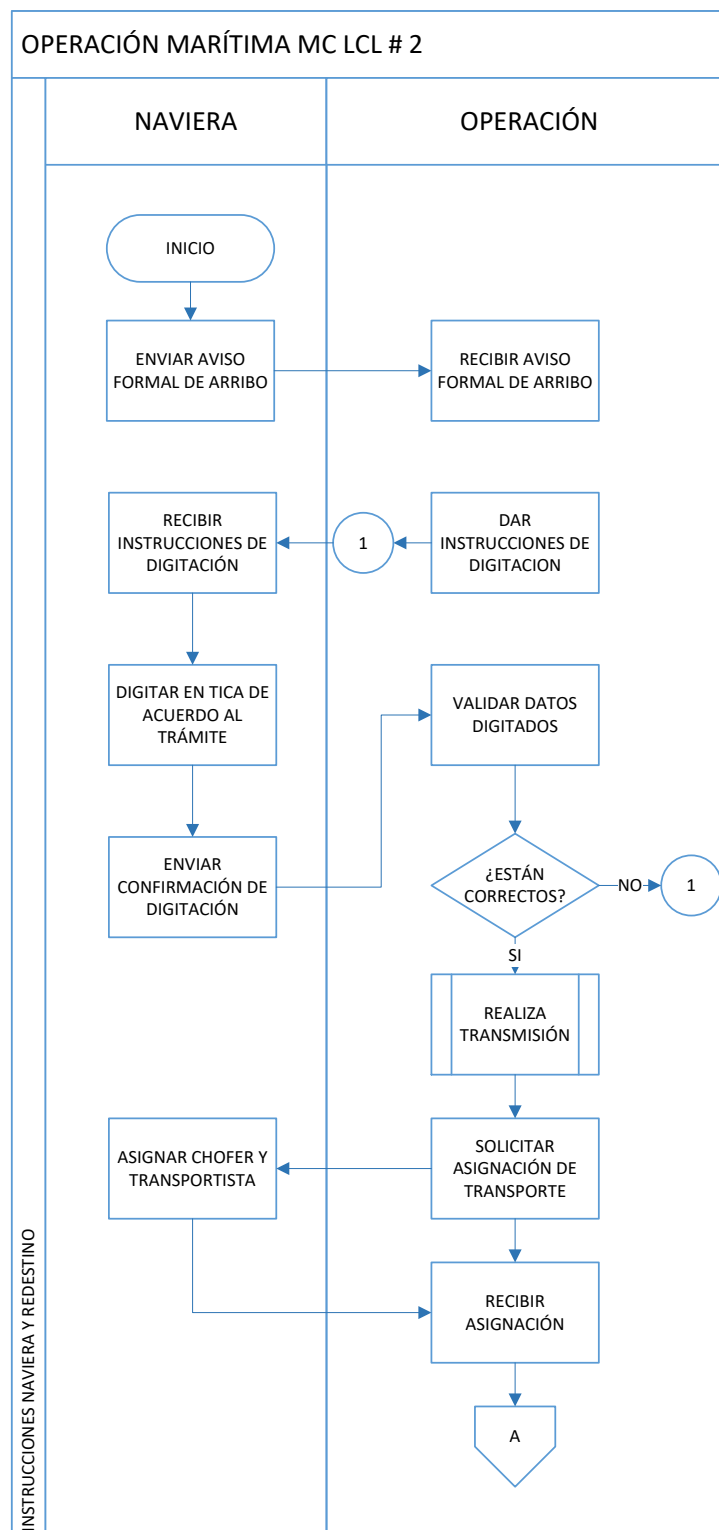 OPERACIÓN MARÍTIMA MC LCL # 2
NAVIERA
OPERACIÓN
INICIO
ENVIAR AVISO
FORMAL DE ARRIBO
RECIBIR AVISO
FORMAL DE ARRIBO
RECIBIR
INSTRUCCIONES DE
DIGITACIÓN
1
DAR
INSTRUCCIONES DE
DIGITACION
DIGITAR EN TICA DE
ACUERDO AL
TRÁMITE
VALIDAR DATOS
DIGITADOS
ENVIAR
CONFIRMACIÓN DE
DIGITACIÓN
¿ESTÁN
CORRECTOS?
NO
1
SI
REALIZA
TRANSMISIÓN
ASIGNAR CHOFER Y
TRANSPORTISTA
SOLICITAR
ASIGNACIÓN DE
TRANSPORTE
RECIBIR
ASIGNACIÓN
A
INSTRUCCIONES NAVIERA Y REDESTINO